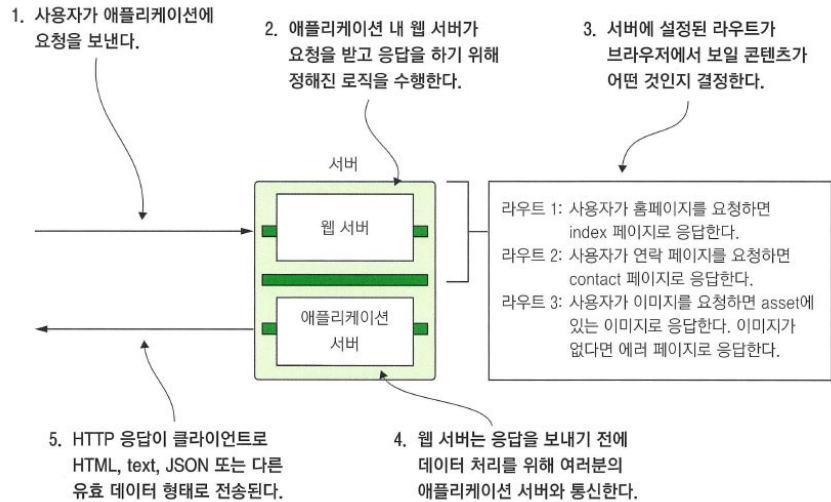 1. 사용자가 애플리케이션에
요청을 보낸다.
2. 애플리케이션 내 웹 서버가
요청을 받고 응답을 하기 위해
정해진 로직을 수행한다.
3. 서버에 설정된 라우트가
브라우저에서 보일 콘텐츠가
어떤 것인지 결정한다.
서버
웹 서버
애플리케이션
서버
라우트 1: 사용자가 홈페이지를 요청하면
index 페이지로 응답한다.
라우트 2: 사용자가 연락 페이지를 요청하면
contact 페이지로 응답한다.
라우트 3: 사용자가 이미지를 요청하면 asset에
있는 이미지로 응답한다. 이미지가
없다면 에러 페이지로 응답한다.
5. HTTP 응답이 클라이언트로
HTML, text, JSON 또는 다른
유효 데이터 형태로 전송된다.
4. 웹 서버는 응답을 보내기 전에
데이터 처리를 위해 여러분의
애플리케이션 서버와 통신한다.